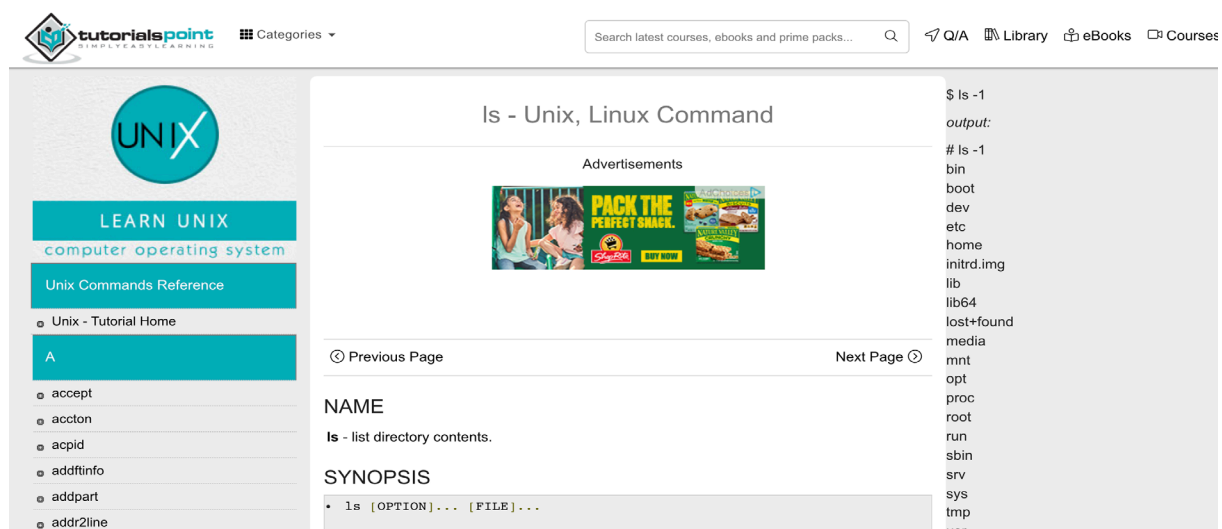 tutorialspoint
SIMPLYEASYLEARNING
Categories
Search latest courses, ebooks and prime packs...
Q/A
Library
eBooks
Courses
UNIX
LEARN UNIX
computer operating system
Unix Commands Reference
Unix - Tutorial Home
A
accept
accton
acpid
addftinfo
addpart
addr2line
ls - Unix, Linux Command
Advertisements
PACK THE
PERFECT SNACK.
ShopRite
BUY NOW
NATURE VALLEY
CRUNCHY
AdChoices
Previous Page
Next Page
NAME
ls - list directory contents.
SYNOPSIS
ls [OPTION]... [FILE]...
$ ls -1
output:
# ls -1
bin
boot
dev
etc
home
initrd.img
lib
lib64
lost+found
media
mnt
opt
proc
root
run
sbin
srv
sys
tmp